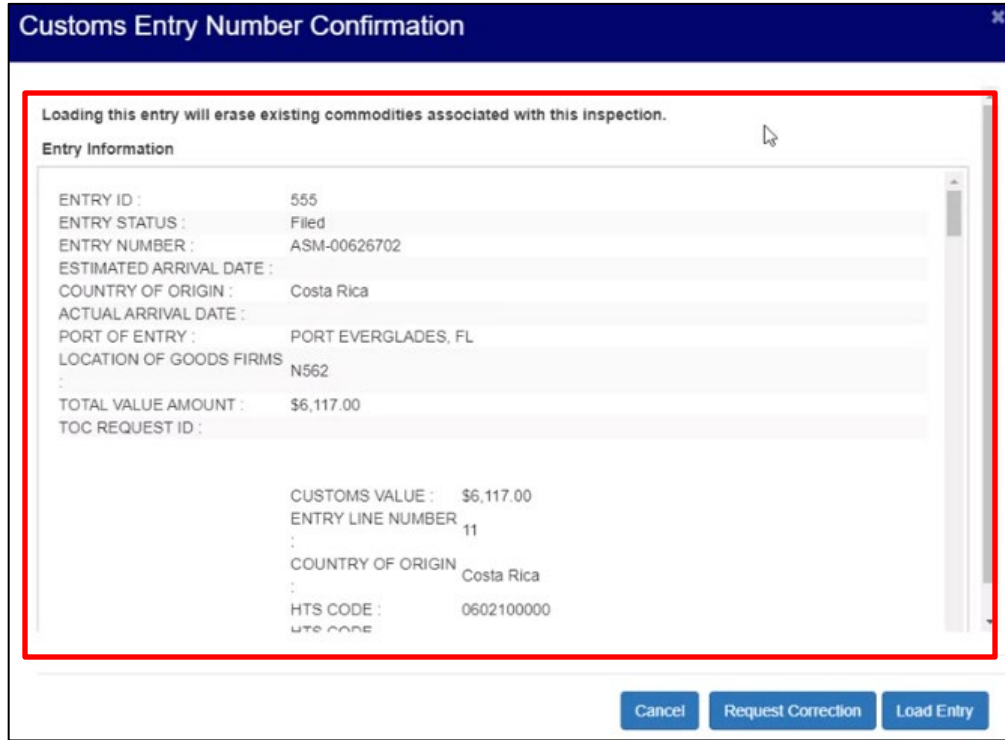 Customs Entry Number Confirmation
Loading this entry will erase existing commodities associated with this inspection.
Entry Information
ENTRY ID : 555
ENTRY STATUS : Filed
ENTRY NUMBER : ASM-00626702
ESTIMATED ARRIVAL DATE :
COUNTRY OF ORIGIN : Costa Rica
ACTUAL ARRIVAL DATE :
PORT OF ENTRY : PORT EVERGLADES, FL
LOCATION OF GOODS FIRMS : N562
TOTAL VALUE AMOUNT : $6,117.00
TOC REQUEST ID :
CUSTOMS VALUE : $6,117.00
ENTRY LINE NUMBER : 11
COUNTRY OF ORIGIN : Costa Rica
HTS CODE : 0602100000
HTS CODE
Cancel Request Correction Load Entry